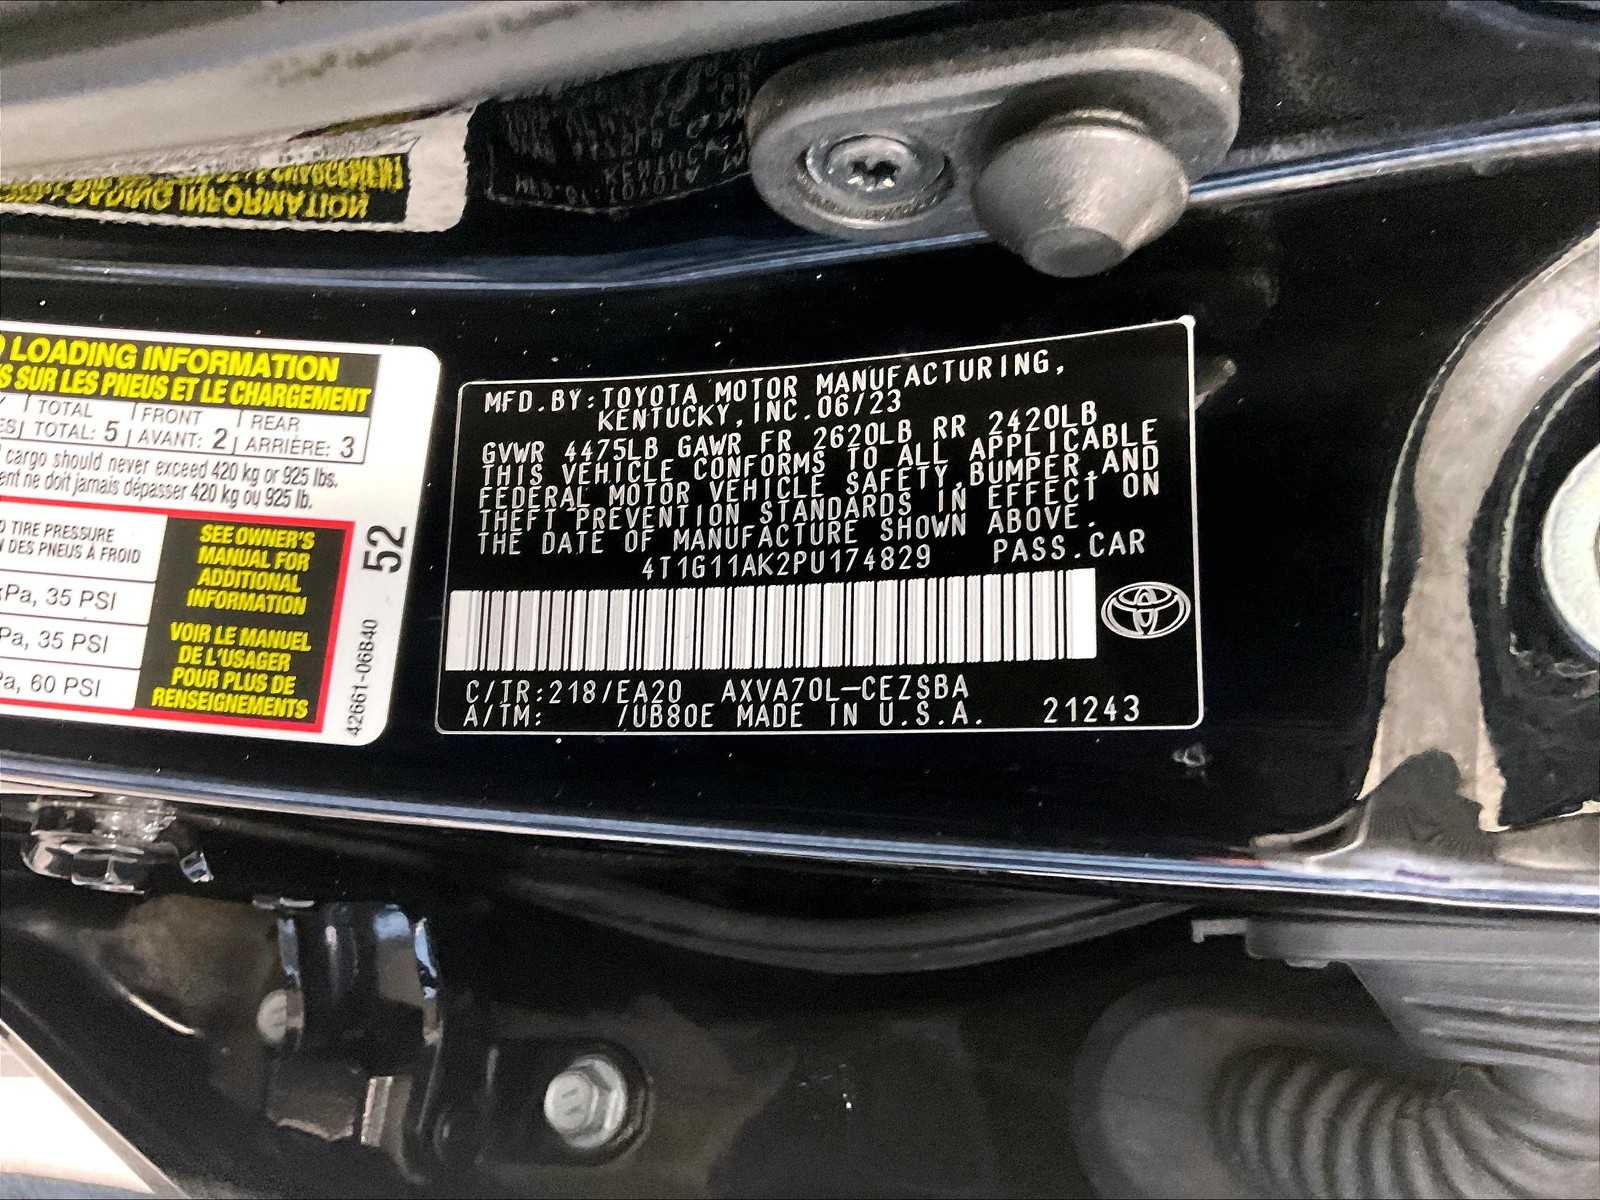 LOADING INFORMATION
S SUR LES PNEUS ET LE CHARGEMENT
TOTAL FRONT REAR
TOTAL: 5 AVANT: 2 ARRIÈRE: 3
cargo should never exceed 420 kg or 925 lbs.
ent ne doit jamais dépasser 420 kg ou 925 lb.
TIRE PRESSURE
DES PNEUS À FROID
kPa, 35 PSI
Pa, 35 PSI
Pa, 60 PSI
SEE OWNER'S
MANUAL FOR
ADDITIONAL
INFORMATION
VOIR LE MANUEL
DE L'USAGER
POUR PLUS DE
RENSEIGNEMENTS
52
42661-06B40
MFD.BY:TOYOTA MOTOR MANUFACTURING,
KENTUCKY,INC.06/23
GVWR 4475LB GAWR FR 2620LB RR 2420LB
THIS VEHICLE CONFORMS TO ALL APPLICABLE
FEDERAL MOTOR VEHICLE SAFETY,BUMPER,AND
THEFT PREVENTION STANDARDS IN EFFECT ON
THE DATE OF MANUFACTURE SHOWN ABOVE.
4T1G11AK2PU174829 PASS.CAR
C/TR:218/EA20 AXVA70L-CEZSBA
A/TM: /UB80E MADE IN U.S.A. 21243